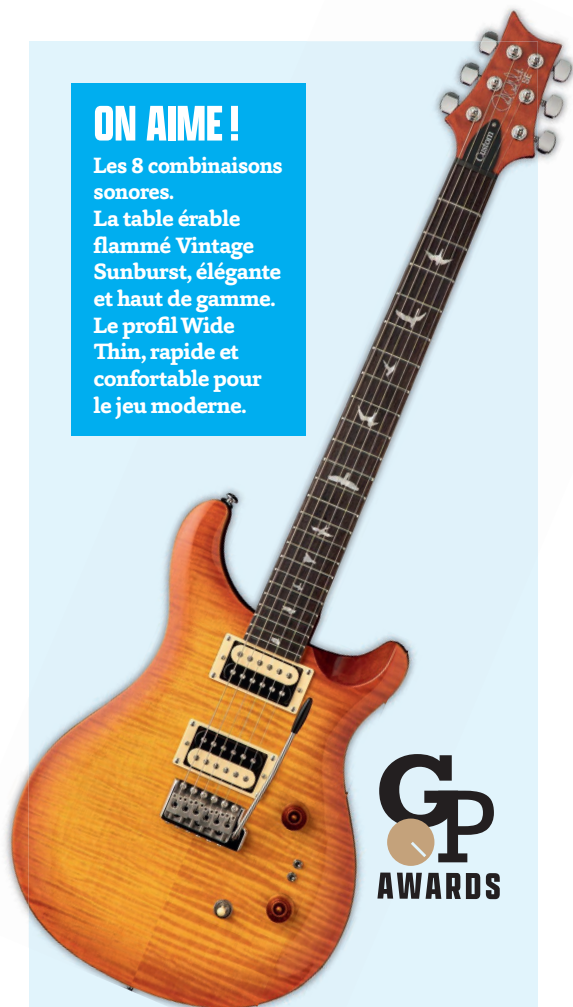 ON AIME !
Les 8 combinaisons
sonores.
La table érable
flammé Vintage
Sunburst, élégante
et haut de gamme.
Le profil Wide
Thin, rapide et
confortable pour
le jeu moderne.
Custom
GP
AWARDS